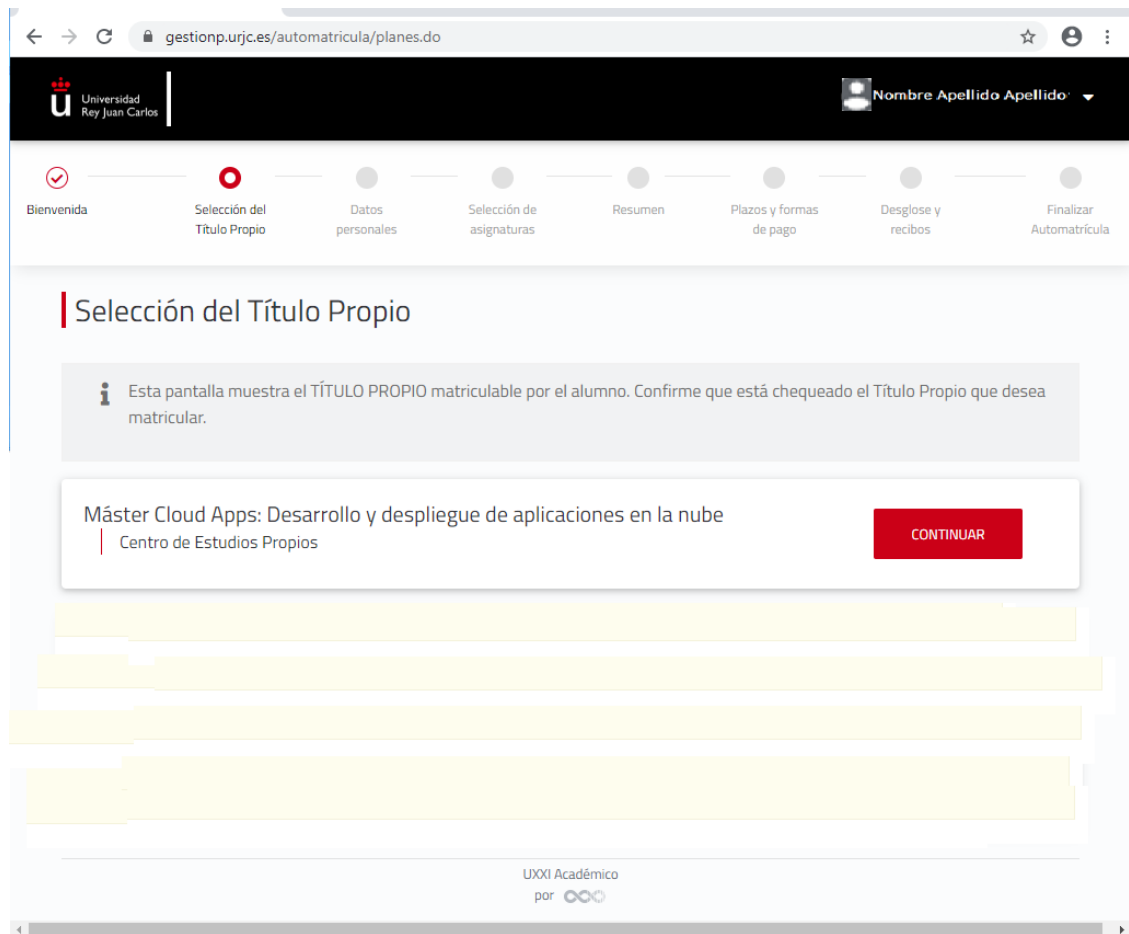 gestionp.urjc.es/automatricula/planes.do
Universidad
Rey Juan Carlos
Nombre Apellido Apellido
Bienvenida
Selección del
Título Propio
Datos
personales
Selección de
asignaturas
Resumen
Plazos y formas
de pago
Desglose y
recibos
Finalizar
Automatrícula
Selección del Título Propio
Esta pantalla muestra el TÍTULO PROPIO matriculable por el alumno. Confirme que está chequeado el Título Propio que desea
matricular.
Máster Cloud Apps: Desarrollo y despliegue de aplicaciones en la nube
Centro de Estudios Propios
CONTINUAR
UXXI Académico
por